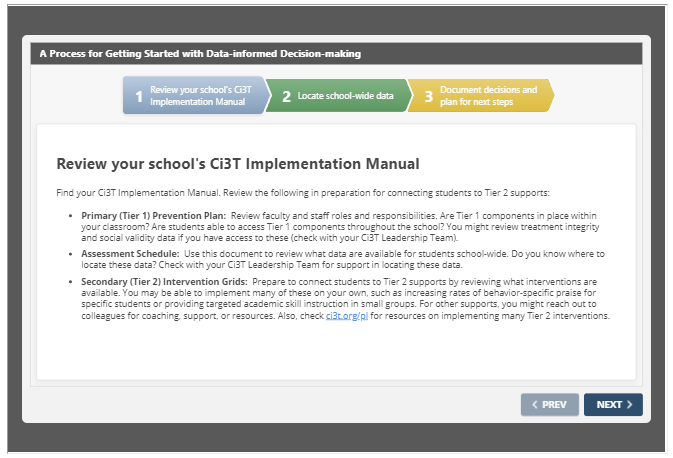 A Process for Getting Started with Data-informed Decision-making
1 Review your school's Ci3T
Implementation Manual
2 Locate school-wide data
3 Document decisions and
plan for next steps
Review your school's Ci3T Implementation Manual
Find your Ci3T Implementation Manual. Review the following in preparation for connecting students to Tier 2 supports:
• Primary (Tier 1) Prevention Plan: Review faculty and staff roles and responsibilities. Are Tier 1 components in place within
your classroom? Are students able to access Tier 1 components throughout the school? You might review treatment integrity
and social validity data if you have access to these (check with your Ci3T Leadership Team).
• Assessment Schedule: Use this document to review what data are available for students school-wide. Do you know where to
locate these data? Check with your Ci3T Leadership Team for support in locating these data.
• Secondary (Tier 2) Intervention Grids: Prepare to connect students to Tier 2 supports by reviewing what interventions are
available. You may be able to implement many of these on your own, such as increasing rates of behavior-specific praise for
specific students or providing targeted academic skill instruction in small groups. For other supports, you might reach out to
colleagues for coaching, support, or resources. Also, check ci3t.org/pl for resources on implementing many Tier 2 interventions.
< PREV
NEXT >